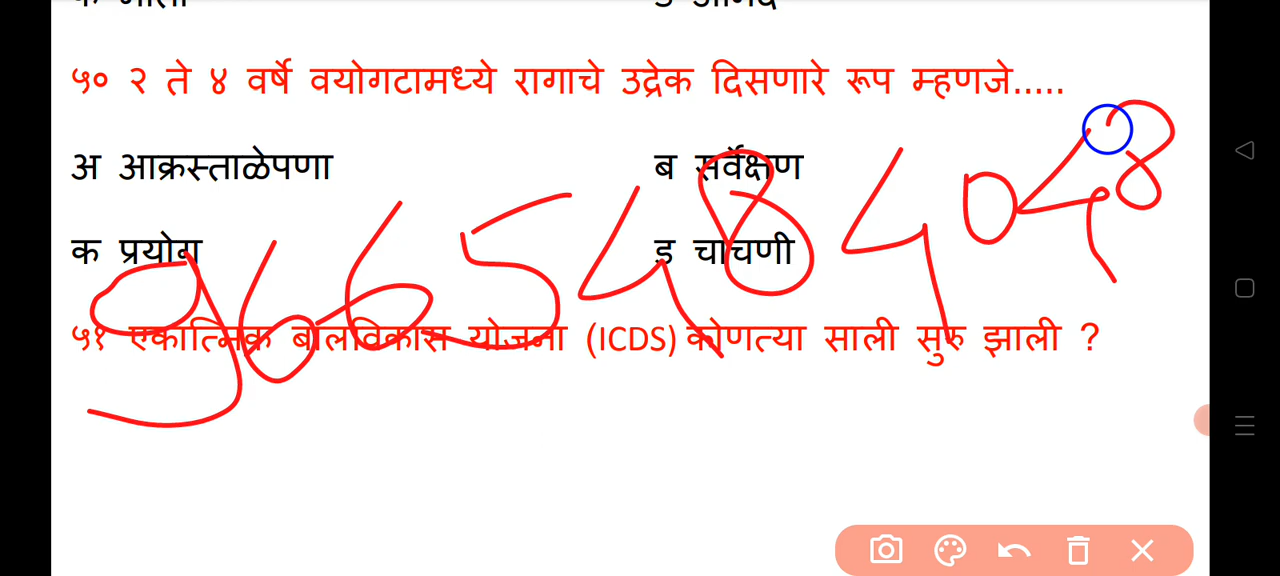 ५० २ ते ४ वर्षे वयोगटामध्ये रागाचे उद्रेक दिसणारे रूप म्हणजे.....
अ आक्रस्ताळेपणा ब सर्वेक्षण
क प्रयोग इ चाचणी
9665484048
५१ एकात्मिक बालविकास योजना (ICDS) कोणत्या साली सुरु झाली ?